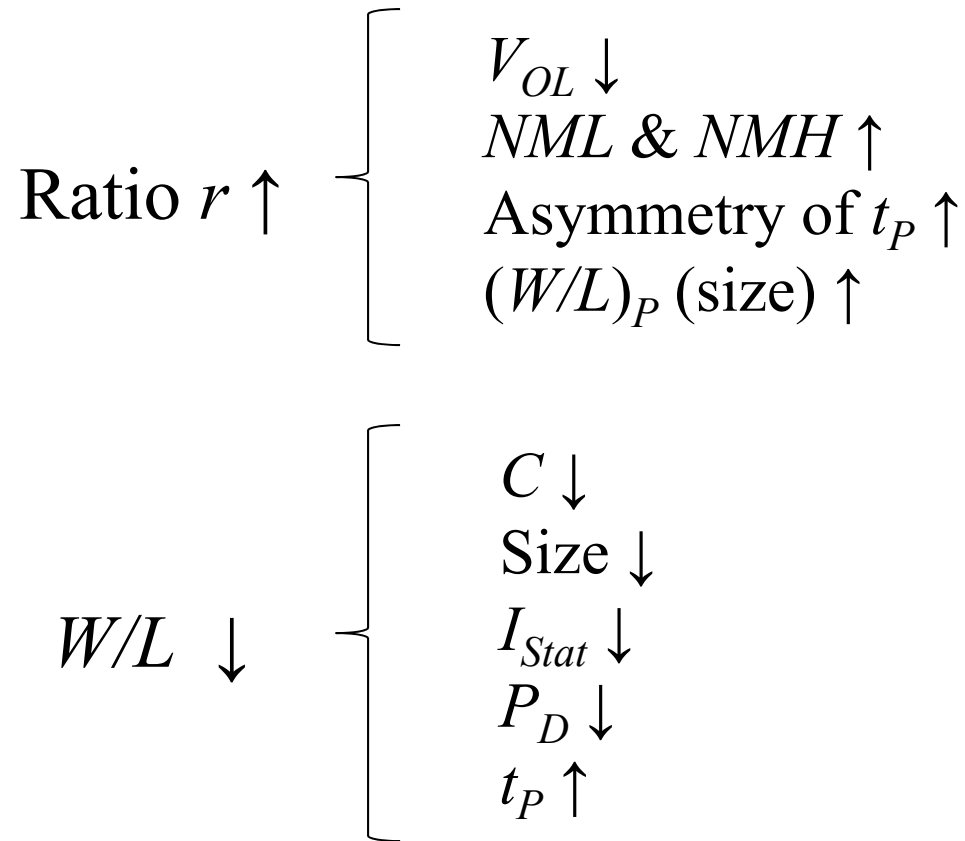 Ratio r ↑
V_OL ↓
NML & NMH ↑
Asymmetry of t_P ↑
(W/L)_P (size) ↑
W/L ↓
C ↓
Size ↓
I_Stat ↓
P_D ↓
t_P ↑